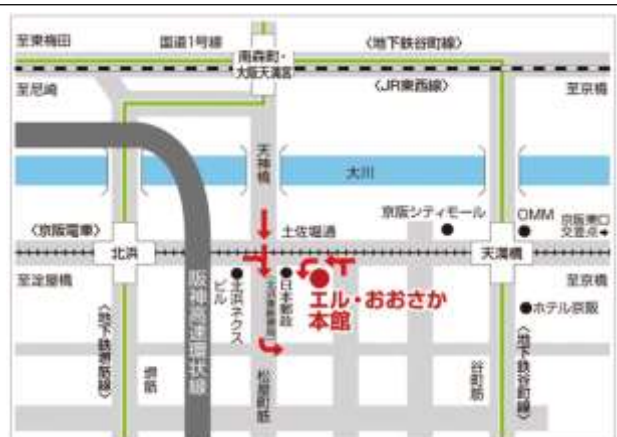 至東梅田
国道1号線
南森町・
大阪天満宮
〈地下鉄谷町線〉
至尼崎
〈JR東西線〉
至京橋
天神橋
大川
〈京阪電車〉
北浜
土佐堀通
京阪シティモール
OMM
京阪東口
交差点➜
天満橋
至淀屋橋
至京橋
阪神高速環状線
北浜ネクス
ビル
日本郵政
エル・おおさか
本館
ホテル京阪
〈地下鉄堺筋線〉
堺筋
松屋町筋
谷町筋
〈地下鉄谷町線〉